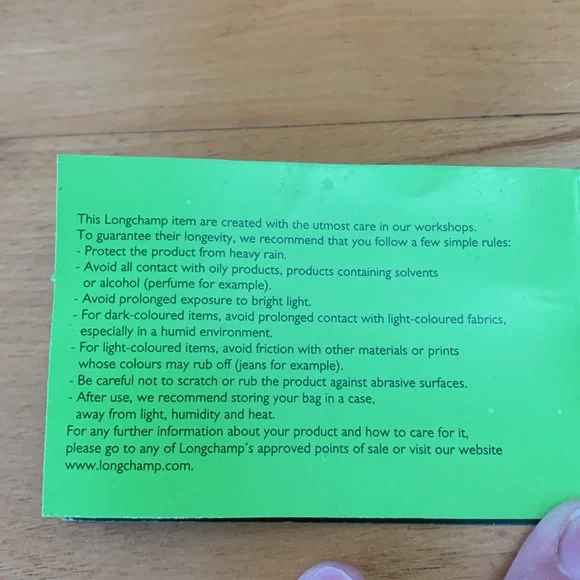 This Longchamp item are created with the utmost care in our workshops.
To guarantee their longevity, we recommend that you follow a few simple rules:
- Protect the product from heavy rain.
- Avoid all contact with oily products, products containing solvents
or alcohol (perfume for example).
- Avoid prolonged exposure to bright light.
- For dark-coloured items, avoid prolonged contact with light-coloured fabrics,
especially in a humid environment.
- For light-coloured items, avoid friction with other materials or prints
whose colours may rub off (jeans for example).
- Be careful not to scratch or rub the product against abrasive surfaces.
- After use, we recommend storing your bag in a case,
away from light, humidity and heat.
For any further information about your product and how to care for it,
please go to any of Longchamp's approved points of sale or visit our website
www.longchamp.com.